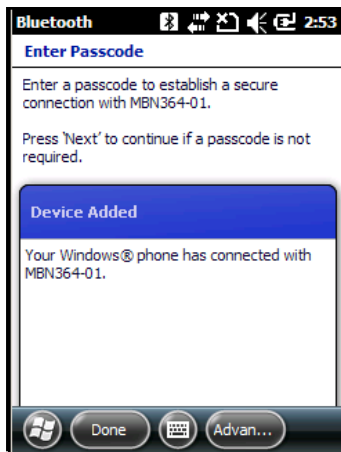 Bluetooth 2:53
Enter Passcode
Enter a passcode to establish a secure
connection with MBN364-01.
Press 'Next' to continue if a passcode is not
required.
Device Added
Your Windows® phone has connected with
MBN364-01.
Done Advan...